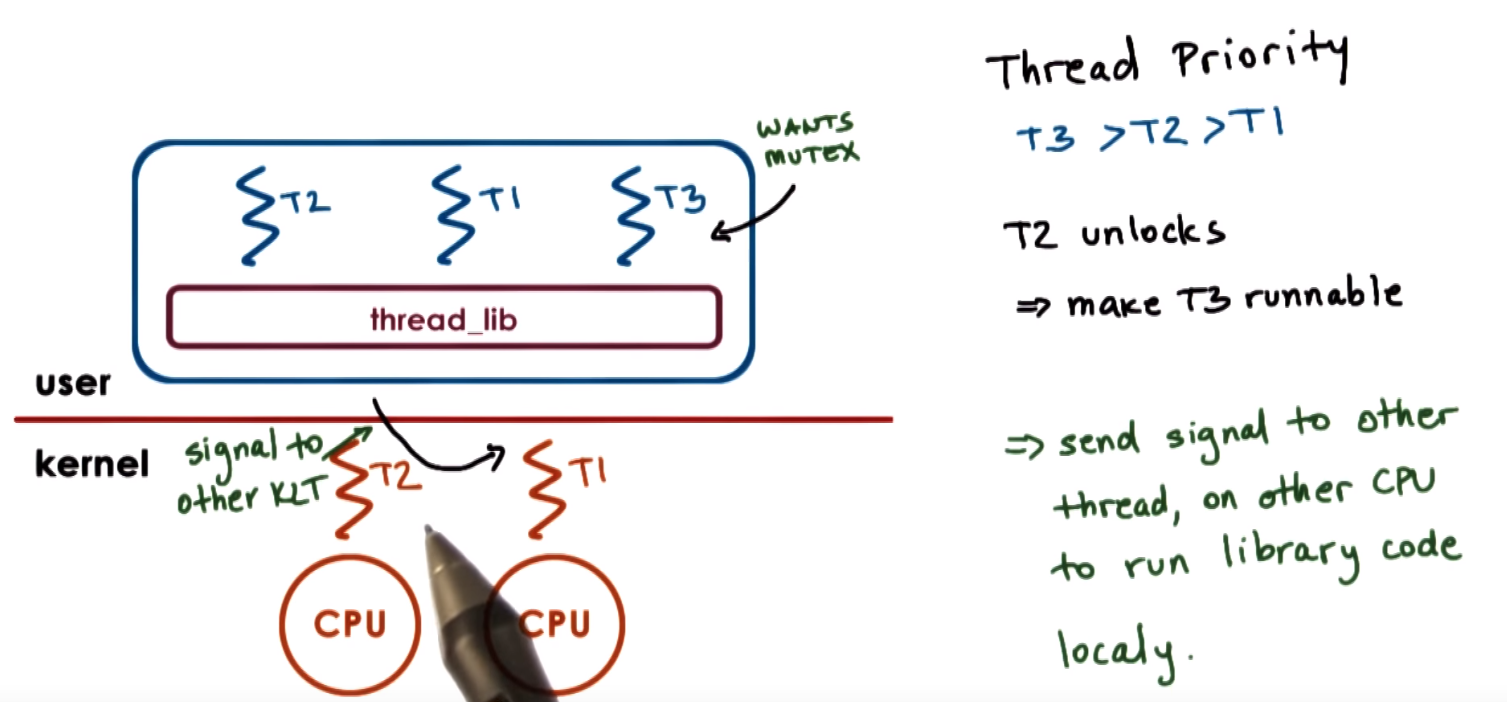 Thread Priority
T3 > T2 > T1
WANTS
MUTEX
T2
T1
T3
T2 unlocks
⇒ make T3 runnable
thread_lib
user
kernel
signal to
other KLT
T2
T1
⇒ send signal to other
thread, on other CPU
to run library code
localy.
CPU
CPU